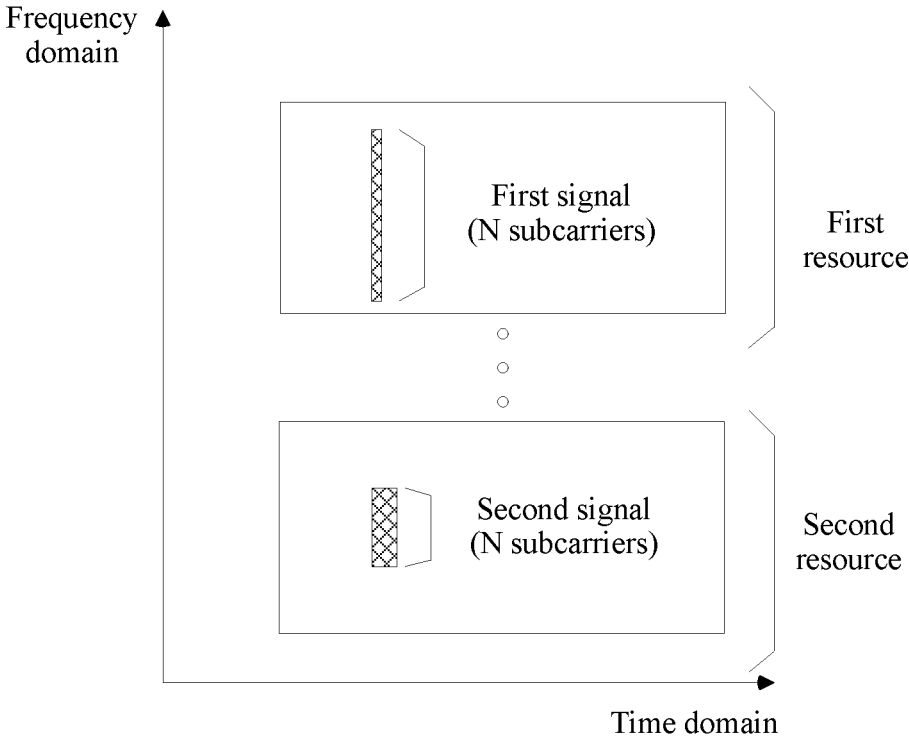 Frequency
domain
First signal
(N subcarriers)
First
resource
Second signal
(N subcarriers)
Second
resource
Time domain